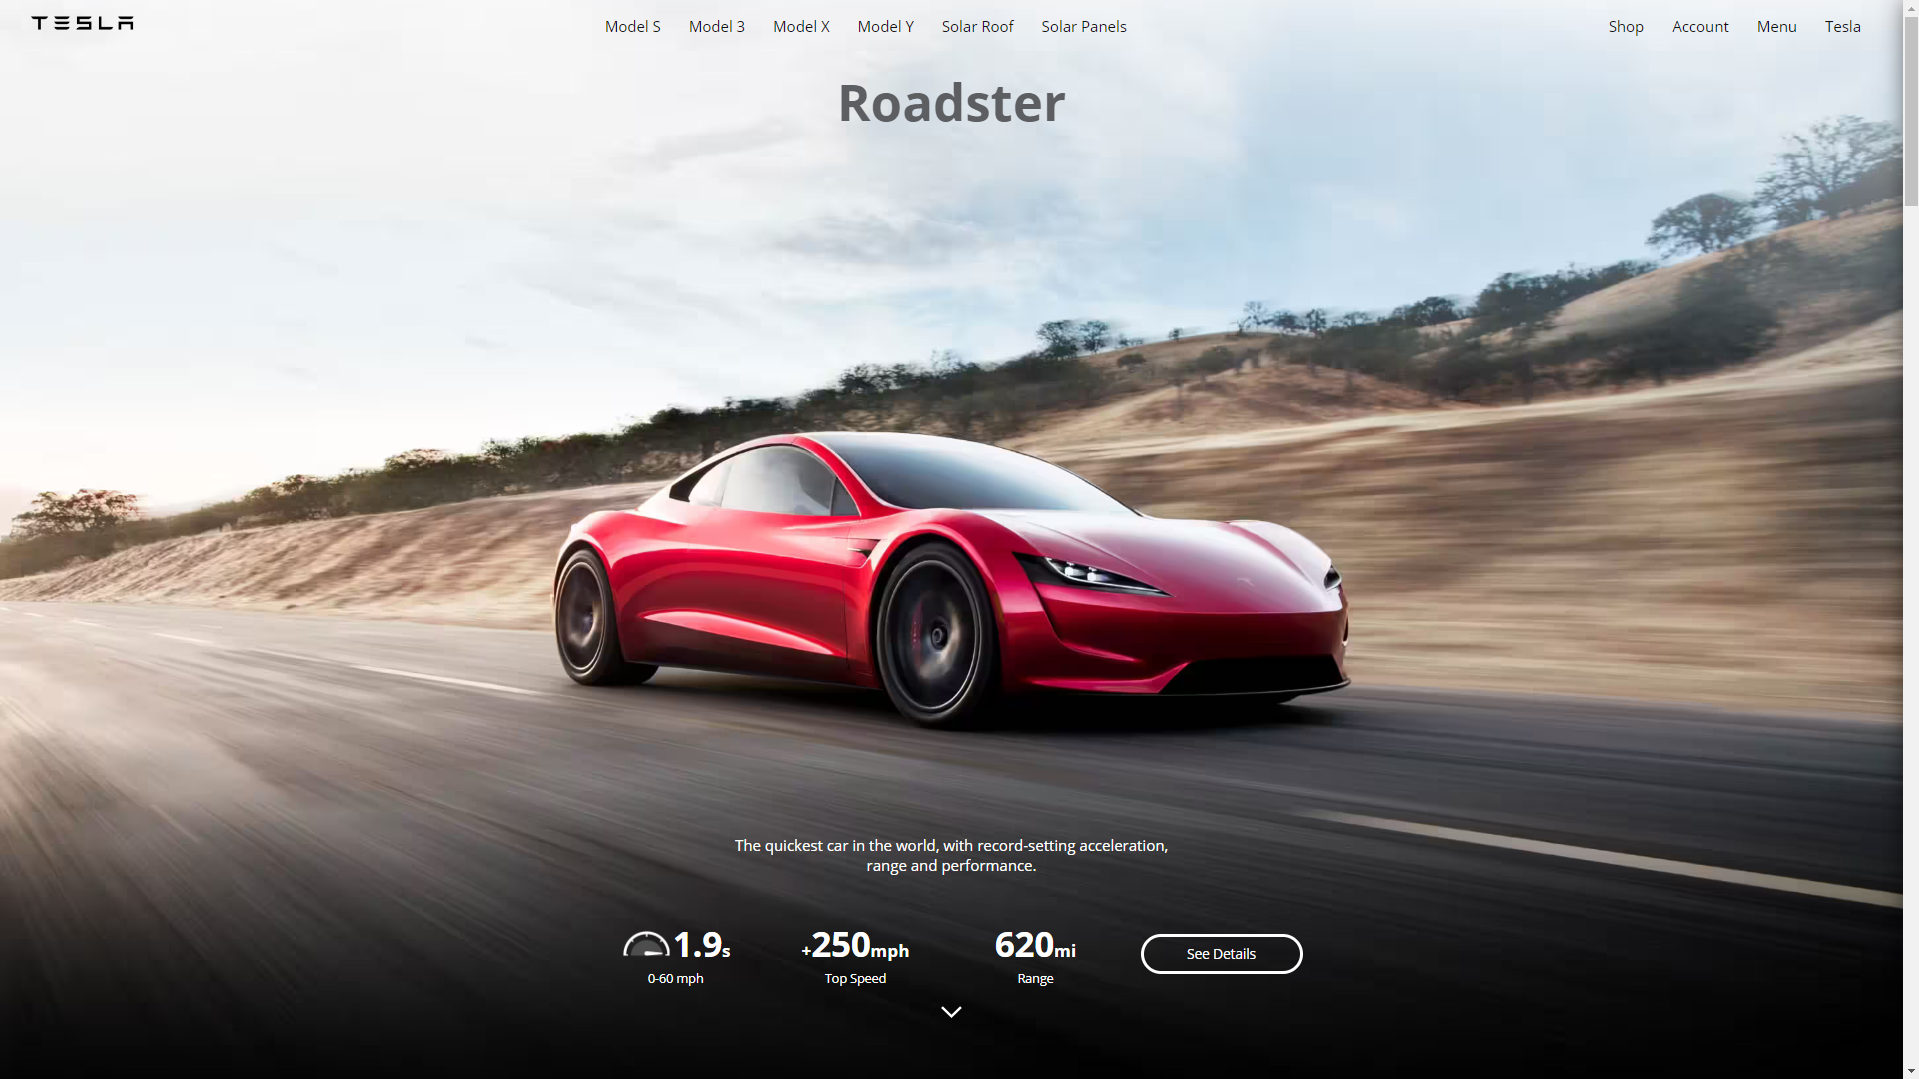 TESLA
Model S Model 3 Model X Model Y Solar Roof Solar Panels
Shop Account Menu Tesla
Roadster
The quickest car in the world, with record-setting acceleration,
range and performance.
1.9s
0-60 mph
+250mph
Top Speed
620mi
Range
See Details